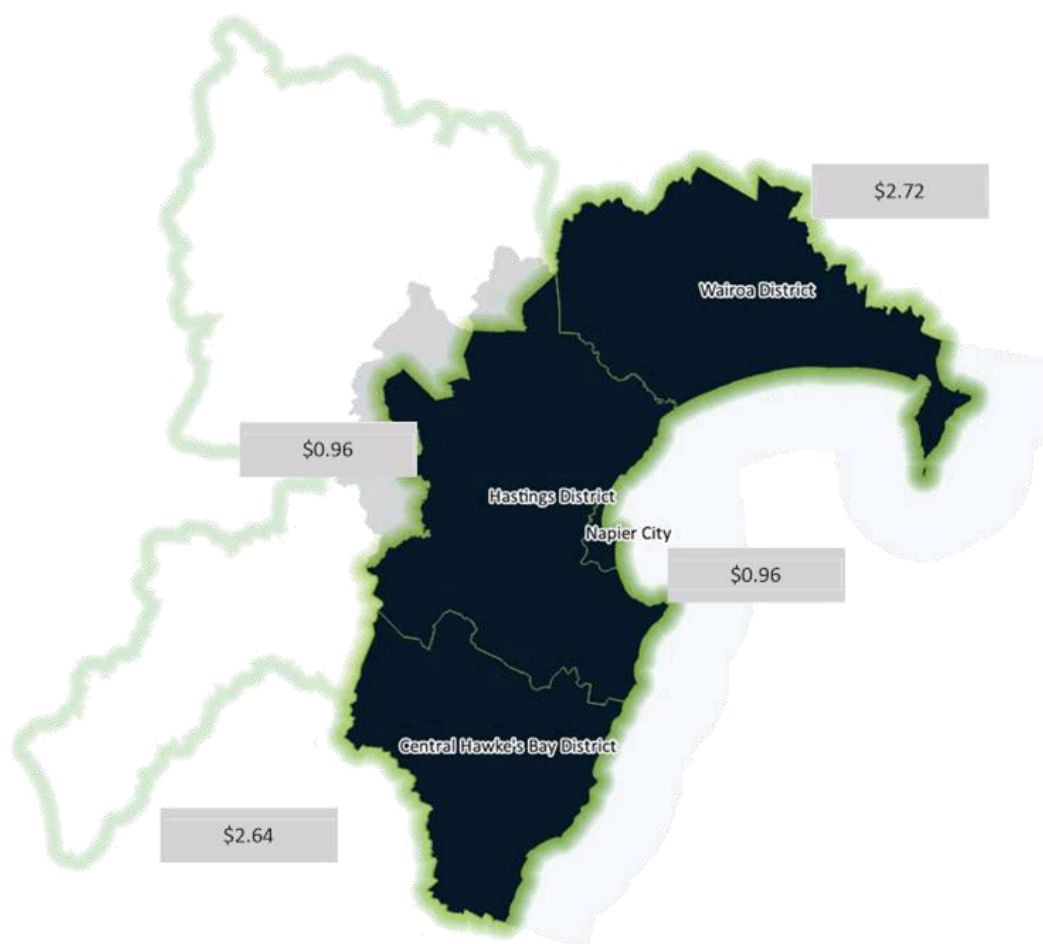 $2.72
Wairoa District
$0.96
Hastings District
Napier City
$0.96
Central Hawke's Bay District
$2.64